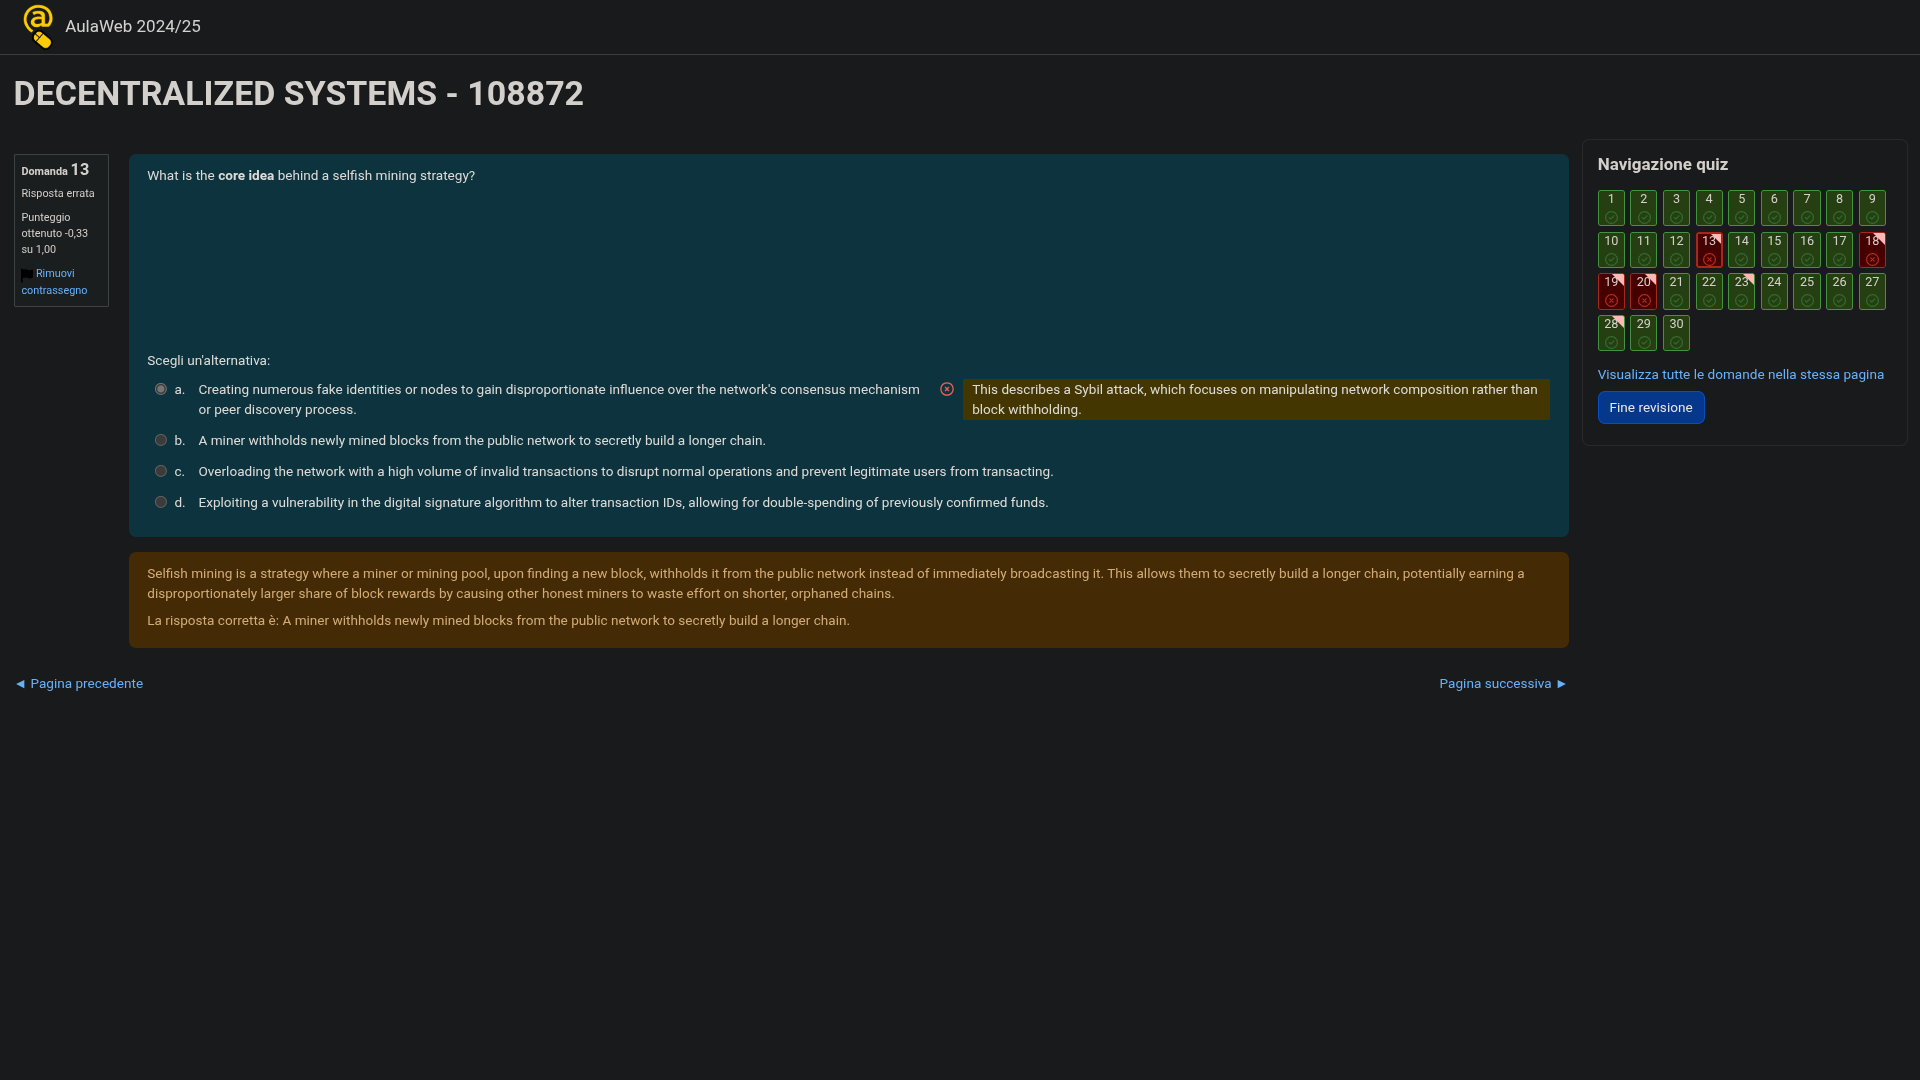 AulaWeb 2024/25
DECENTRALIZED SYSTEMS - 108872
Domanda 13
Risposta errata
Punteggio
ottenuto -0,33
su 1,00
Rimuovi
contrassegno
What is the core idea behind a selfish mining strategy?
Scegli un'alternativa:
a. Creating numerous fake identities or nodes to gain disproportionate influence over the network's consensus mechanism
or peer discovery process.
This describes a Sybil attack, which focuses on manipulating network composition rather than
block withholding.
b. A miner withholds newly mined blocks from the public network to secretly build a longer chain.
c. Overloading the network with a high volume of invalid transactions to disrupt normal operations and prevent legitimate users from transacting.
d. Exploiting a vulnerability in the digital signature algorithm to alter transaction IDs, allowing for double-spending of previously confirmed funds.
Selfish mining is a strategy where a miner or mining pool, upon finding a new block, withholds it from the public network instead of immediately broadcasting it. This allows them to secretly build a longer chain, potentially earning a
disproportionately larger share of block rewards by causing other honest miners to waste effort on shorter, orphaned chains.
La risposta corretta è: A miner withholds newly mined blocks from the public network to secretly build a longer chain.
◄ Pagina precedente
Pagina successiva ►
Navigazione quiz
1 2 3 4 5 6 7 8 9
10 11 12 13 14 15 16 17 18
19 20 21 22 23 24 25 26 27
28 29 30
Visualizza tutte le domande nella stessa pagina
Fine revisione